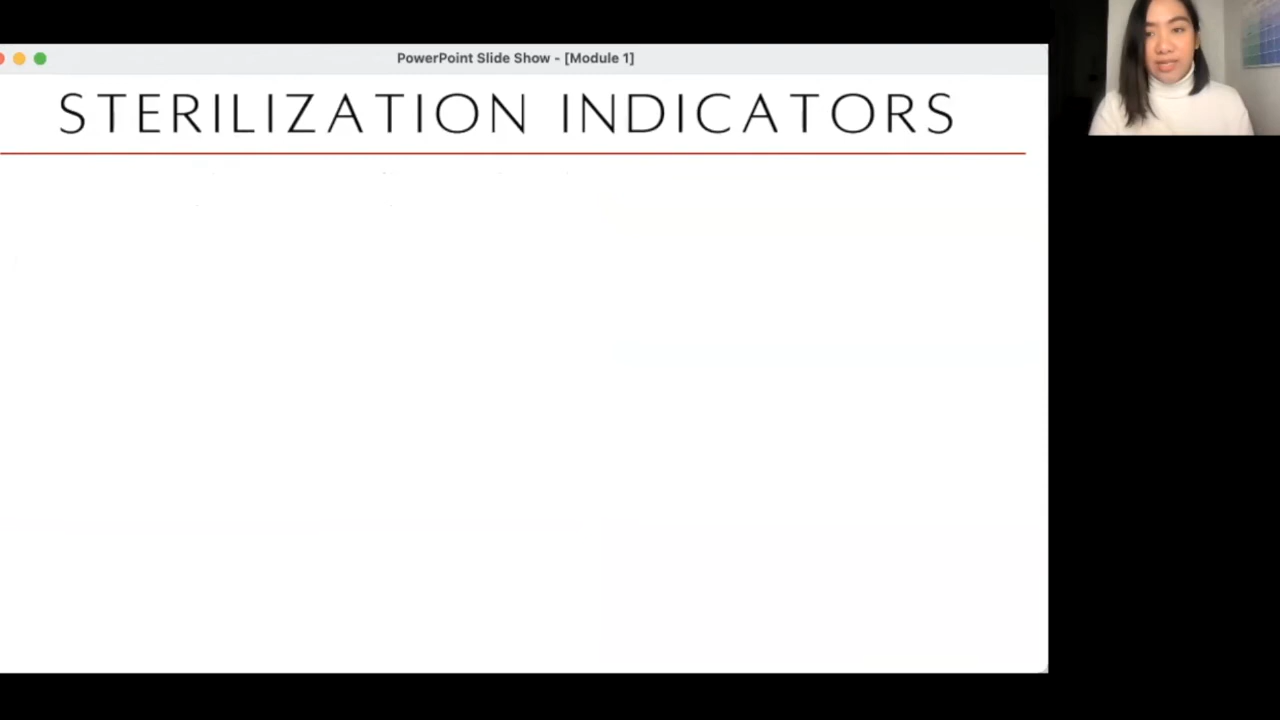 PowerPoint Slide Show - [Module 1]
STERILIZATION INDICATORS